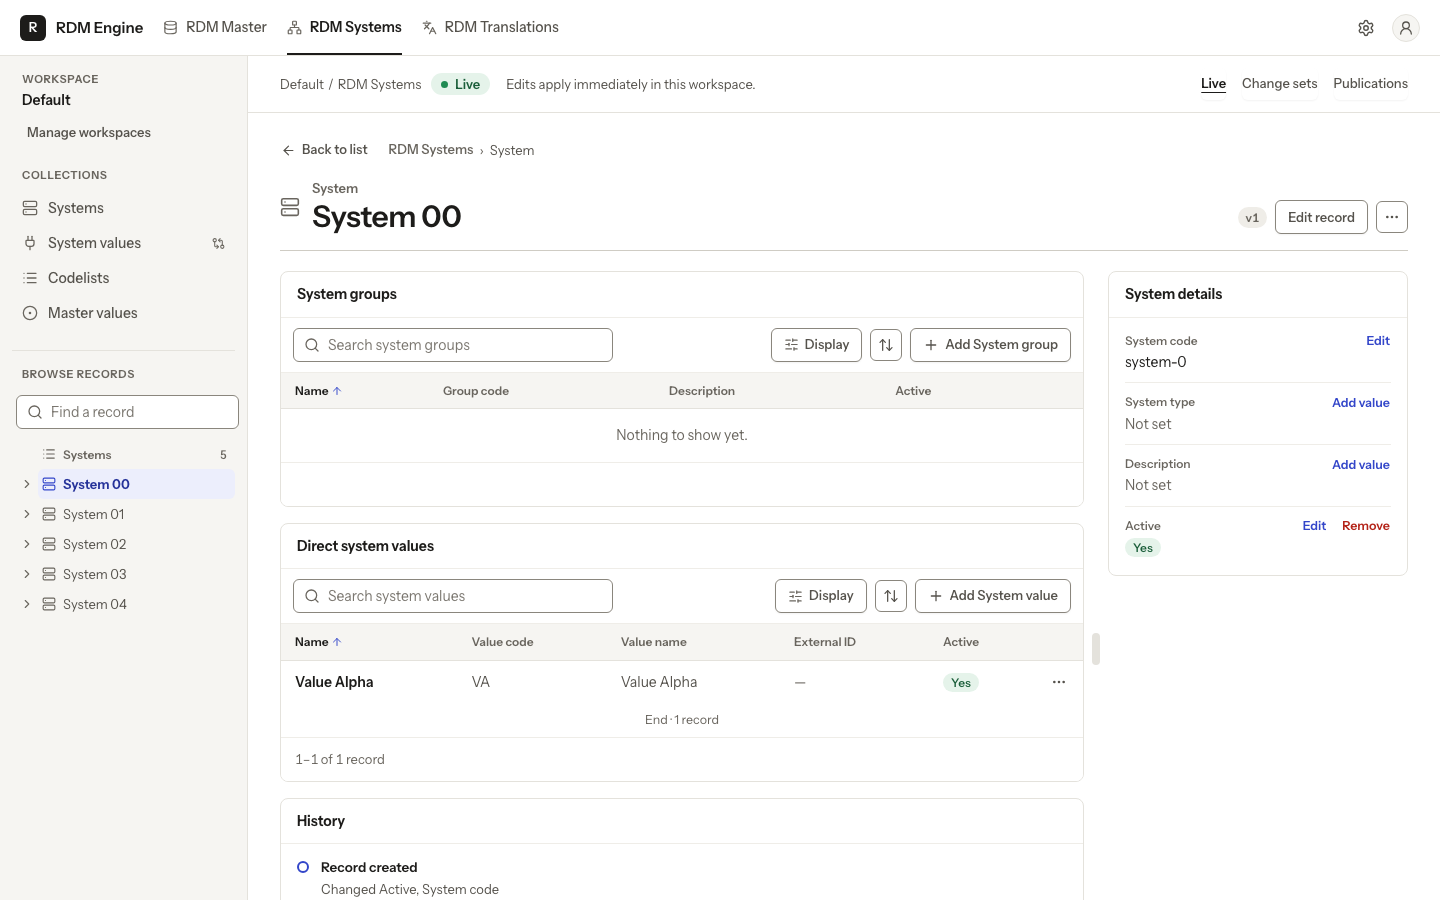 R RDM Engine RDM Master RDM Systems RDM Translations
WORKSPACE
Default
Manage workspaces
COLLECTIONS
Systems
System values
Codelists
Master values
BROWSE RECORDS
Find a record
Systems 5
System 00
System 01
System 02
System 03
System 04
Default / RDM Systems Live Edits apply immediately in this workspace. Live Change sets Publications
Back to list RDM Systems › System
System
System 00 v1 Edit record ...
System groups
Search system groups Display Add System group
Name ↑ Group code Description Active
Nothing to show yet.
Direct system values
Search system values Display Add System value
Name ↑ Value code Value name External ID Active
Value Alpha VA Value Alpha — Yes ...
End · 1 record
1–1 of 1 record
History
Record created
Changed Active, System code
System details
System code Edit
system-0
System type Add value
Not set
Description Add value
Not set
Active Edit Remove
Yes